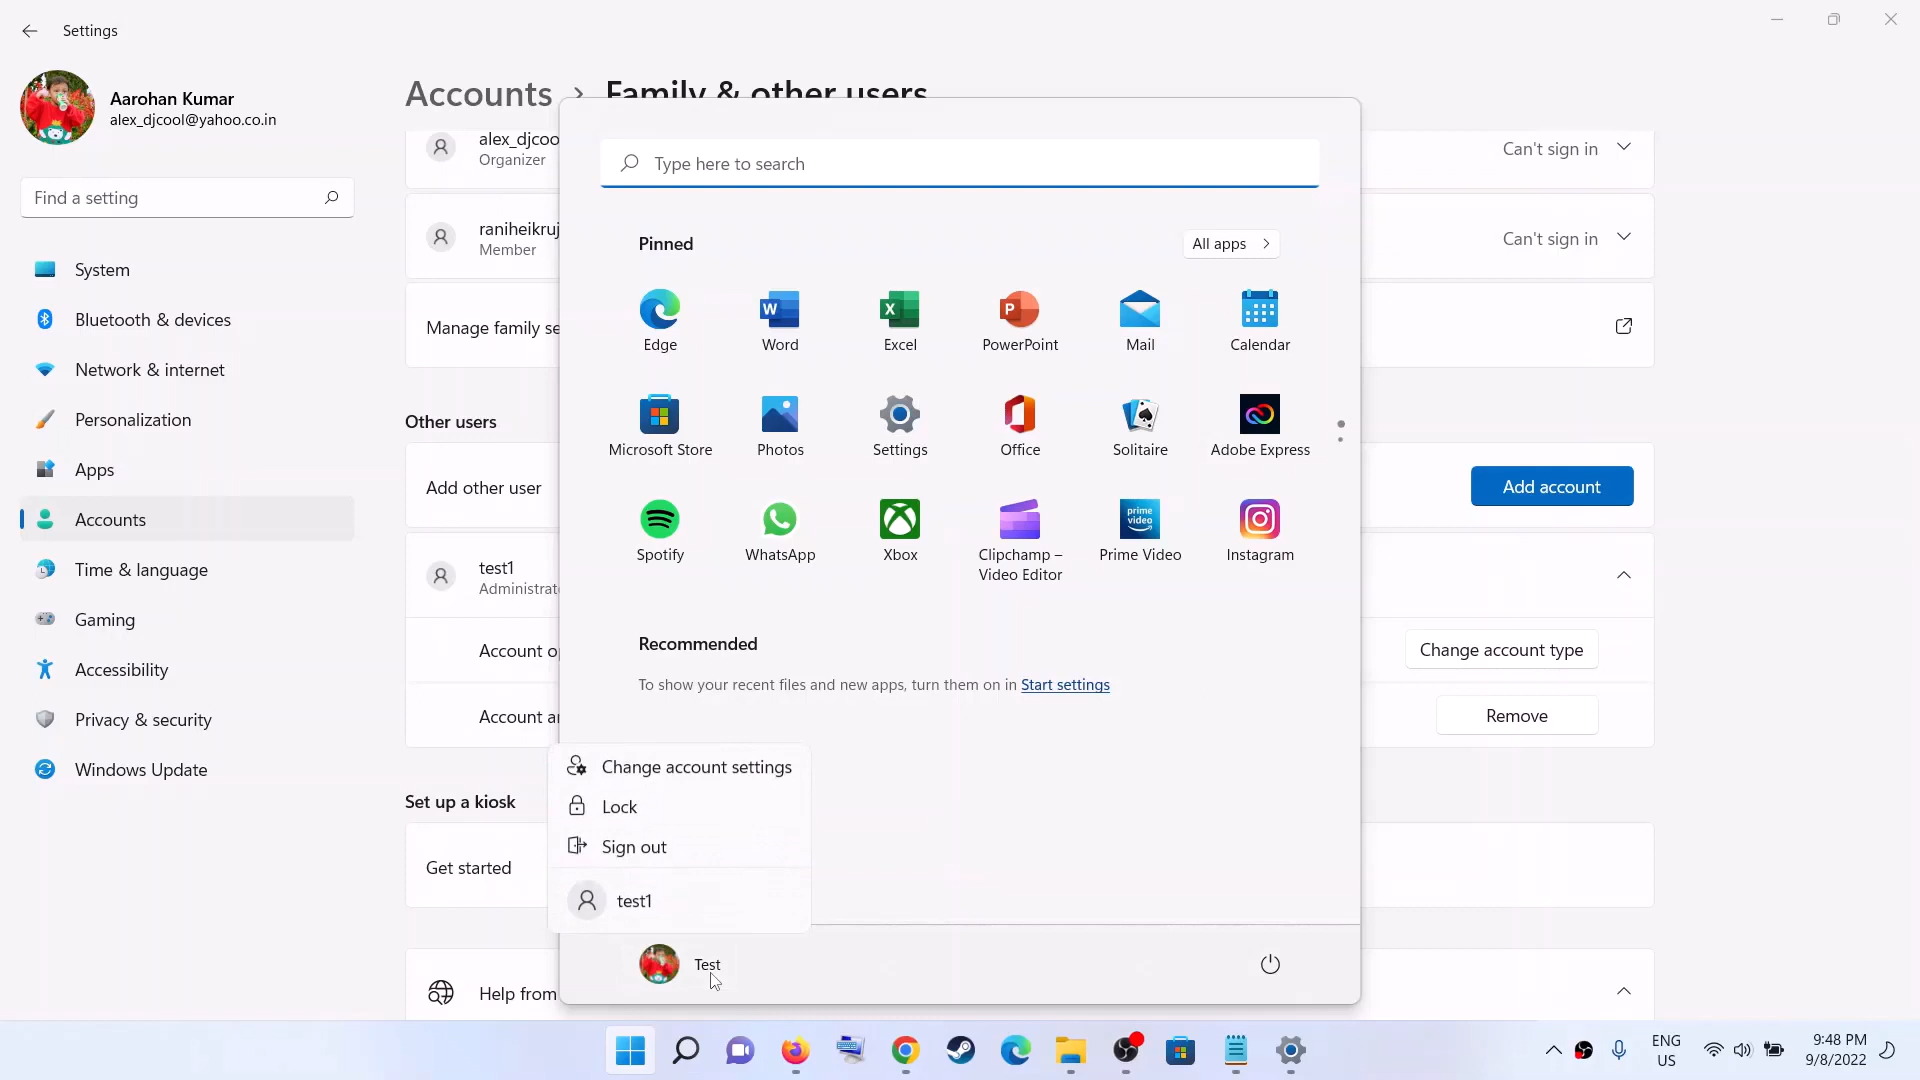 Settings
Aarohan Kumar
alex_djcool@yahoo.co.in
Find a setting
System
Bluetooth & devices
Network & internet
Personalization
Apps
Accounts
Time & language
Gaming
Accessibility
Privacy & security
Windows Update
Accounts › Family & other users
alex_djcoo
Organizer
Can't sign in
raniheikruj
Member
Can't sign in
Manage family se
Other users
Add other user
Add account
test1
Administrat
Account o
Change account type
Account a
Remove
Set up a kiosk
Get started
Help from
Type here to search
Pinned
All apps
Edge
Word
Excel
PowerPoint
Mail
Calendar
Microsoft Store
Photos
Settings
Office
Solitaire
Adobe Express
prime
video
Spotify
WhatsApp
Xbox
Clipchamp –
Video Editor
Prime Video
Instagram
Recommended
To show your recent files and new apps, turn them on in Start settings
Change account settings
Lock
Sign out
test1
Test
ENG
US
9:48 PM
9/8/2022